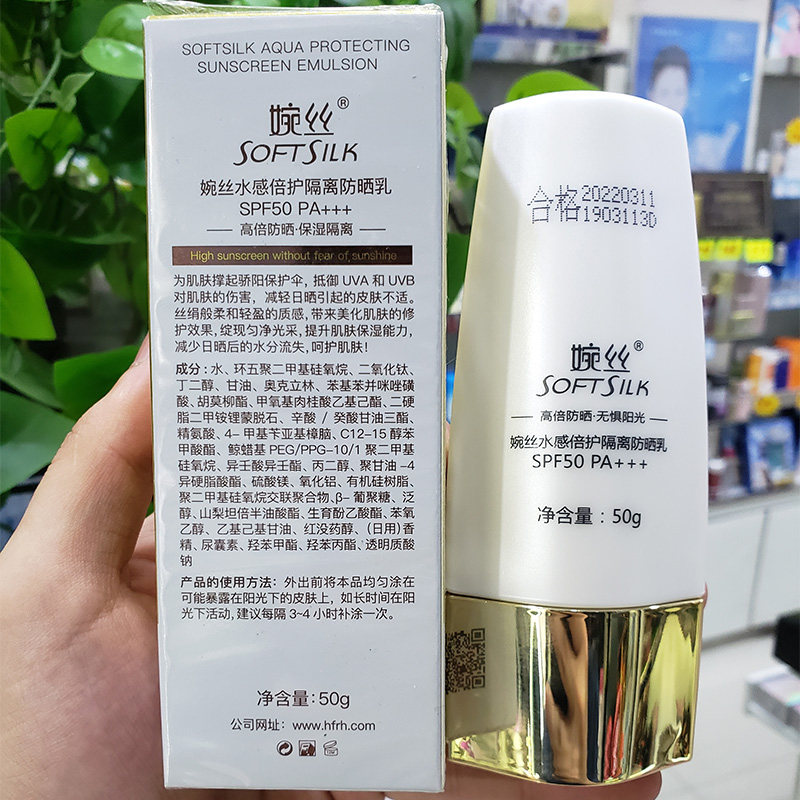 SOFTSILK AQUA PROTECTING
SUNSCREEN EMULSION
婉丝®
SOFTSILK
婉丝水感倍护隔离防晒乳
SPF50 PA+++
高倍防晒·保湿隔离
High sunscreen without fear of sunshine
为肌肤撑起骄阳保护伞，抵御 UVA 和 UVB
对肌肤的伤害，减轻日晒引起的皮肤不适。
丝绢般柔和轻盈的质感，带来美化肌肤的修
护效果，绽现匀净光采，提升肌肤保湿能力，
减少日晒后的水分流失，呵护肌肤！
成分：水、环五聚二甲基硅氧烷、二氧化钛、
丁二醇、甘油、奥克立林、苯基苯并咪唑磺
酸、胡莫柳酯、甲氧基肉桂酸乙基己酯、二硬
脂二甲铵锂蒙脱石、辛酸 / 癸酸甘油三酯、
精氨酸、4- 甲基苄亚基樟脑、C12-15 醇苯
甲酸酯、鲸蜡基 PEG/PPG-10/1 聚二甲基
硅氧烷、异壬酸异壬酯、丙二醇、聚甘油 -4
异硬脂酸酯、硫酸镁、氧化铝、有机硅树脂、
聚二甲基硅氧烷交联聚合物、β- 葡聚糖、泛
醇、山梨坦倍半油酸酯、生育酚乙酸酯、苯氧
乙醇、乙基己基甘油、红没药醇、（日用）香
精、尿囊素、羟苯甲酯、羟苯丙酯、透明质酸
钠
产品的使用方法：外出前将本品均匀涂在
可能暴露在阳光下的皮肤上，如长时间在阳
光下活动，建议每隔 3~4 小时补涂一次。
净含量：50g
公司网址：www.hfrh.com
合格 20220311
1903113D
婉丝®
SOFTSILK
高倍防晒·无惧阳光
婉丝水感倍护隔离防晒乳
SPF50 PA+++
净含量：50g